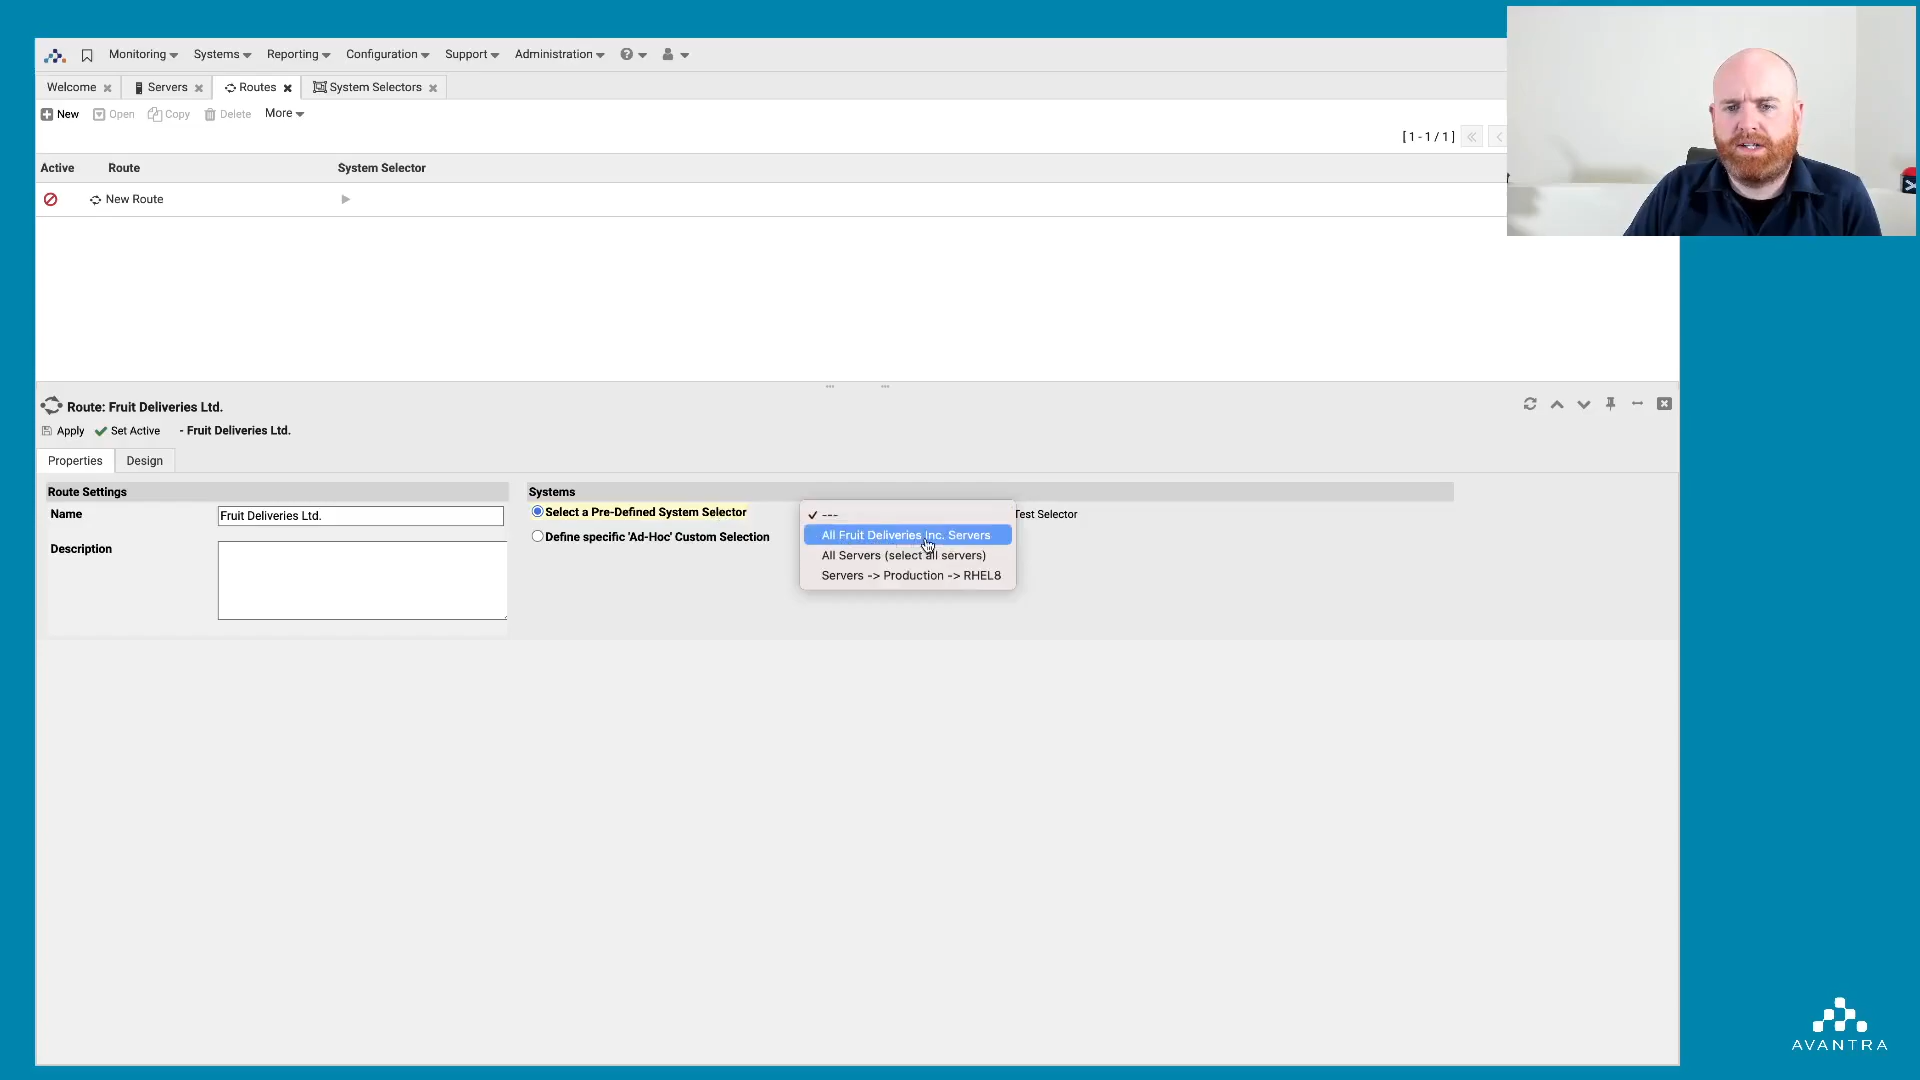 Monitoring Systems Reporting Configuration Support Administration ?
Welcome Servers Routes System Selectors
New Open Copy Delete More
[ 1 - 1 / 1 ]
Active Route System Selector
New Route
Route: Fruit Deliveries Ltd.
Apply Set Active - Fruit Deliveries Ltd.
Properties Design
Route Settings Systems
Name Fruit Deliveries Ltd. Select a Pre-Defined System Selector --- Test Selector
Define specific 'Ad-Hoc' Custom Selection All Fruit Deliveries Inc. Servers
Description All Servers (select all servers)
Servers -> Production -> RHEL8
AVANTRA